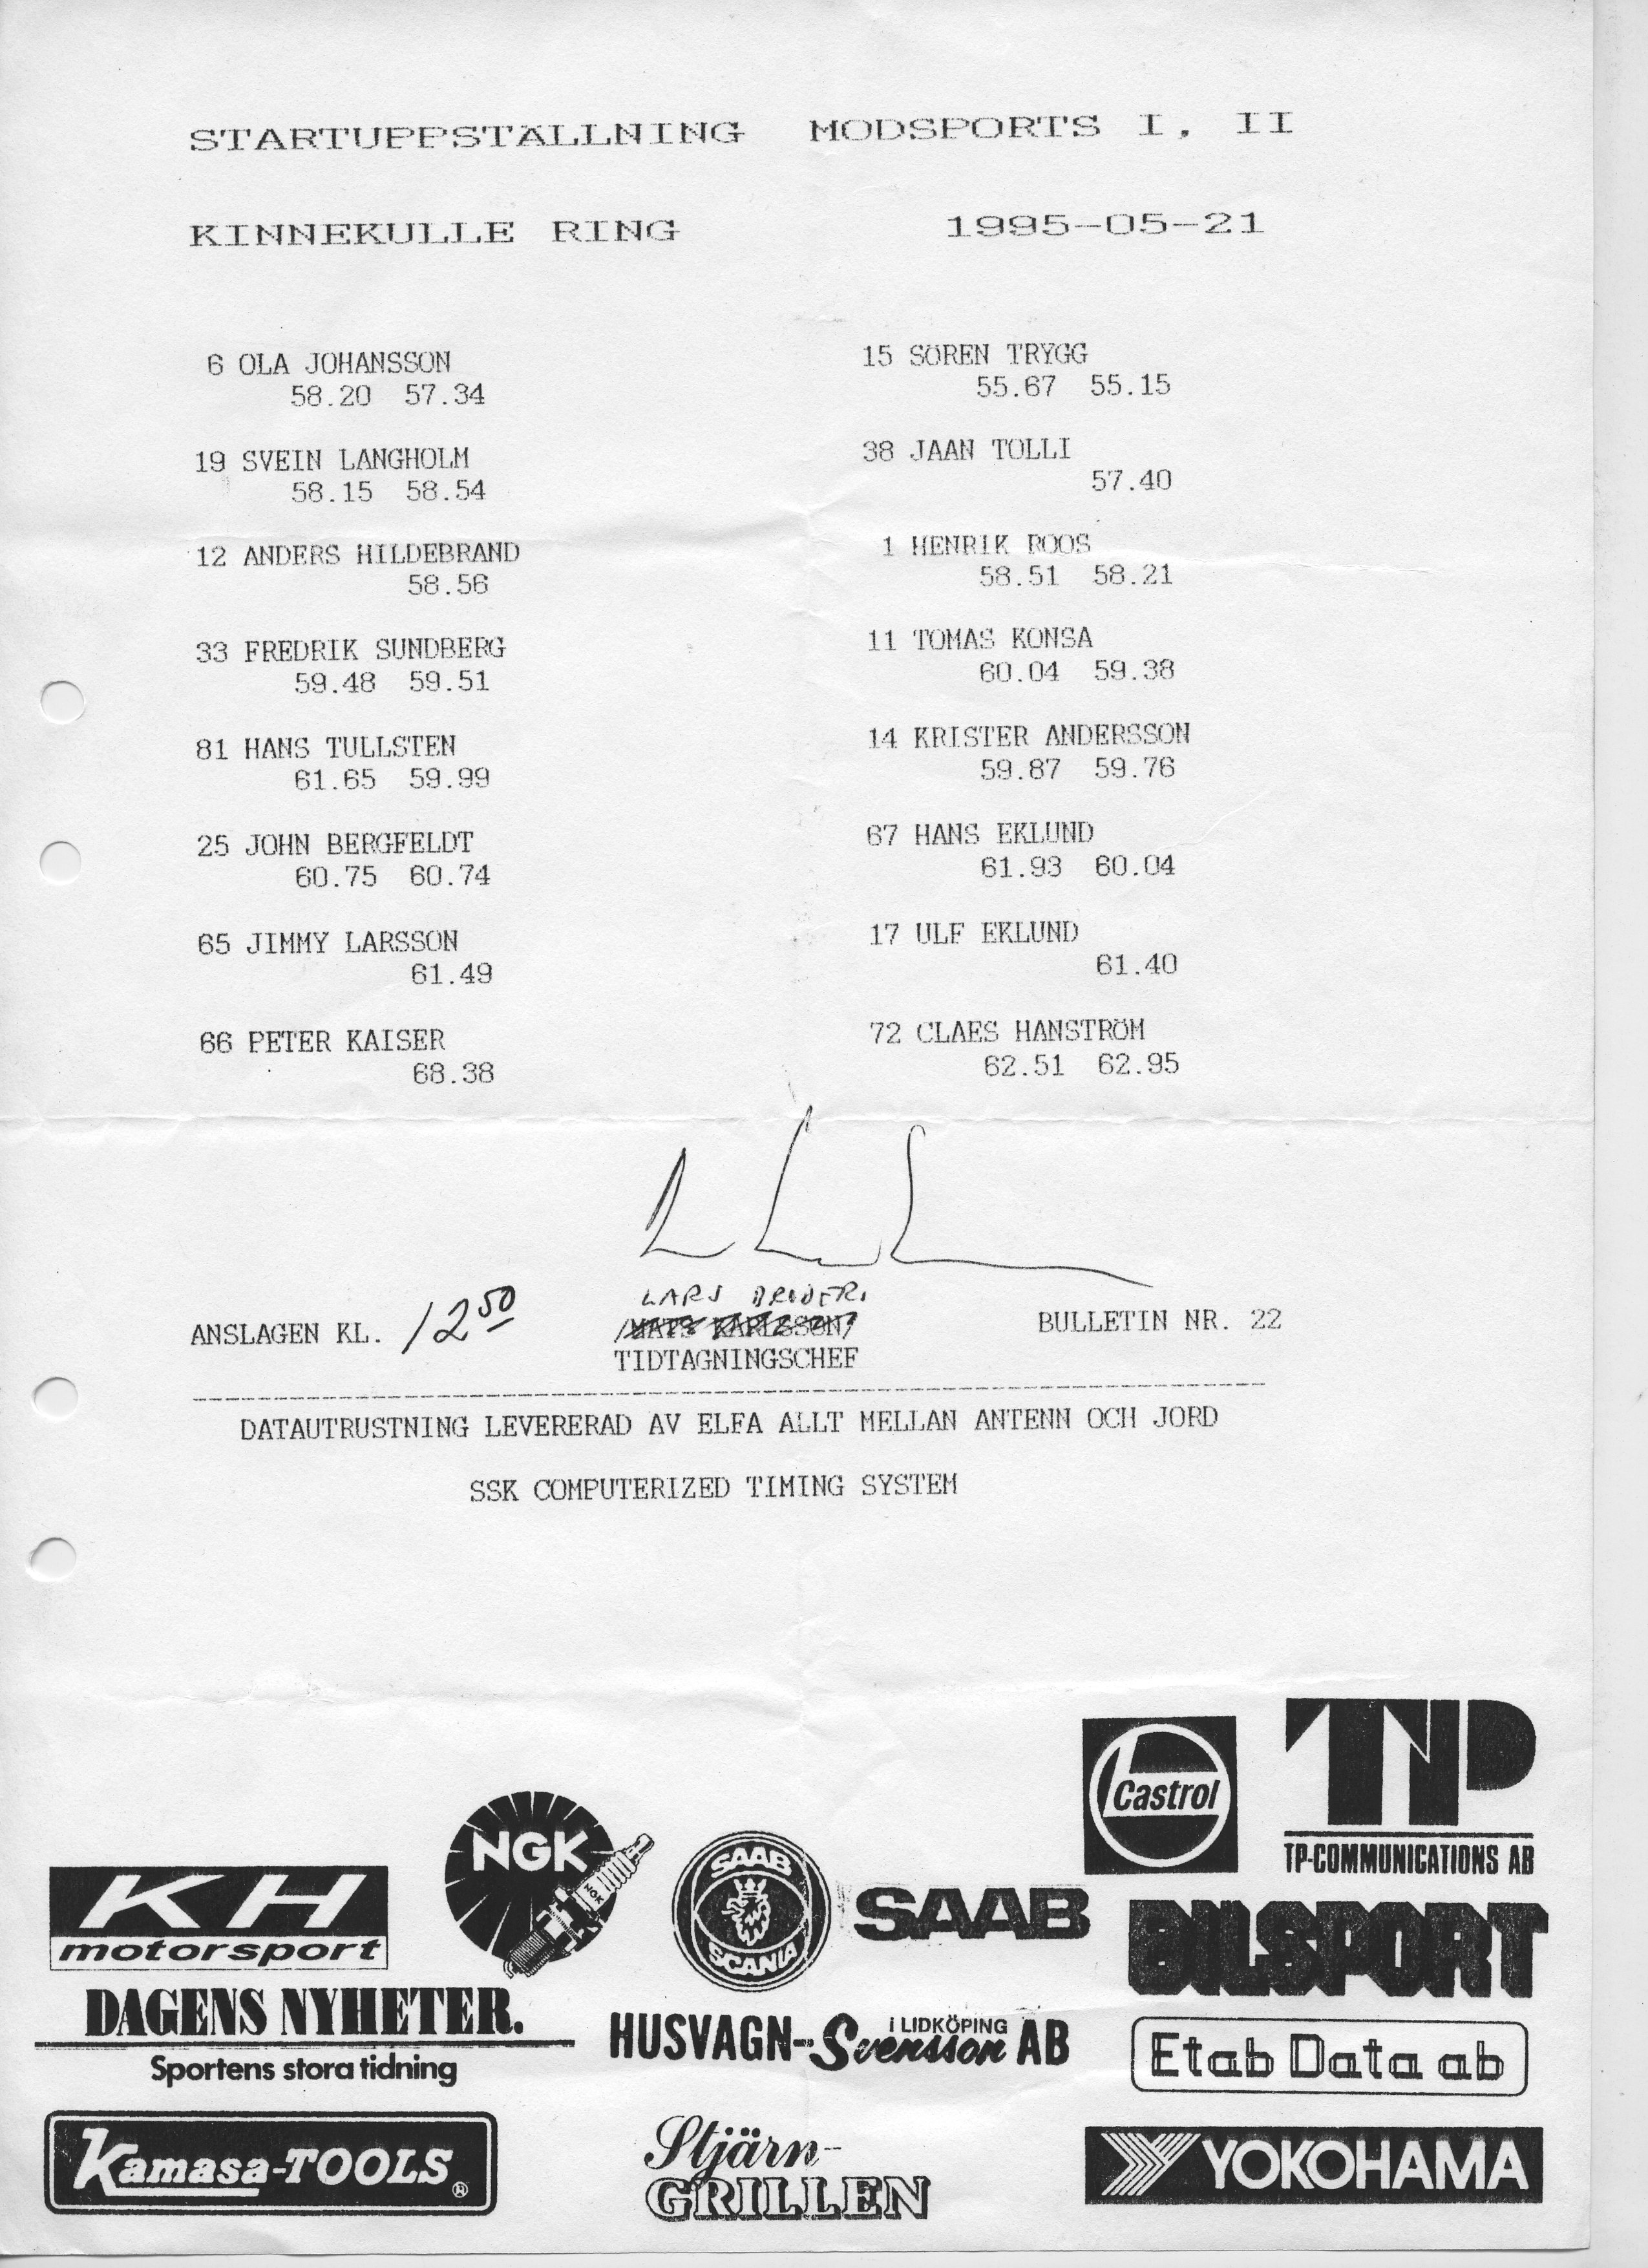 STARTUPPSTÄLLNING MODSPORTS I, II
KINNEKULLE RING 1995-05-21
6 OLA JOHANSSON 15 SÖREN TRYGG
58.20 57.34 55.67 55.15
19 SVEIN LANGHOLM 38 JAAN TOLLI
58.15 58.54 57.40
12 ANDERS HILDEBRAND 1 HENRIK ROOS
58.56 58.51 58.21
33 FREDRIK SUNDBERG 11 TOMAS KONSA
59.48 59.51 60.04 59.38
81 HANS TULLSTEN 14 KRISTER ANDERSSON
61.65 59.99 59.87 59.76
25 JOHN BERGFELDT 67 HANS EKLUND
60.75 60.74 61.93 60.04
65 JIMMY LARSSON 17 ULF EKLUND
61.49 61.40
66 PETER KAISER 72 CLAES HANSTRÖM
68.38 62.51 62.95
LARS
ANSLAGEN KL. 12 50 /MATS KARLSSON/ BULLETIN NR. 22
TIDTAGNINGSCHEF
DATAUTRUSTNING LEVERERAD AV ELFA ALLT MELLAN ANTENN OCH JORD
SSK COMPUTERIZED TIMING SYSTEM
Castrol
TP
TP-COMMUNICATIONS AB
NGK
NGK
KH
motorsport
SAAB
SCANIA
SAAB
BILSPORT
DAGENS NYHETER.
Sportens stora tidning
HUSVAGN-Svensson i LIDKÖPING AB
Etab Data ab
Kamasa-TOOLS®
Stjärn-
GRILLEN
YOKOHAMA